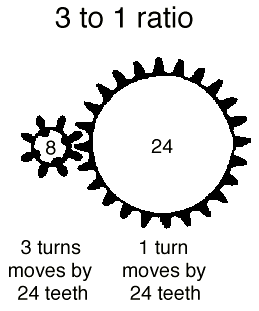 3 to 1 ratio
8
24
3 turns
moves by
24 teeth
1 turn
moves by
24 teeth